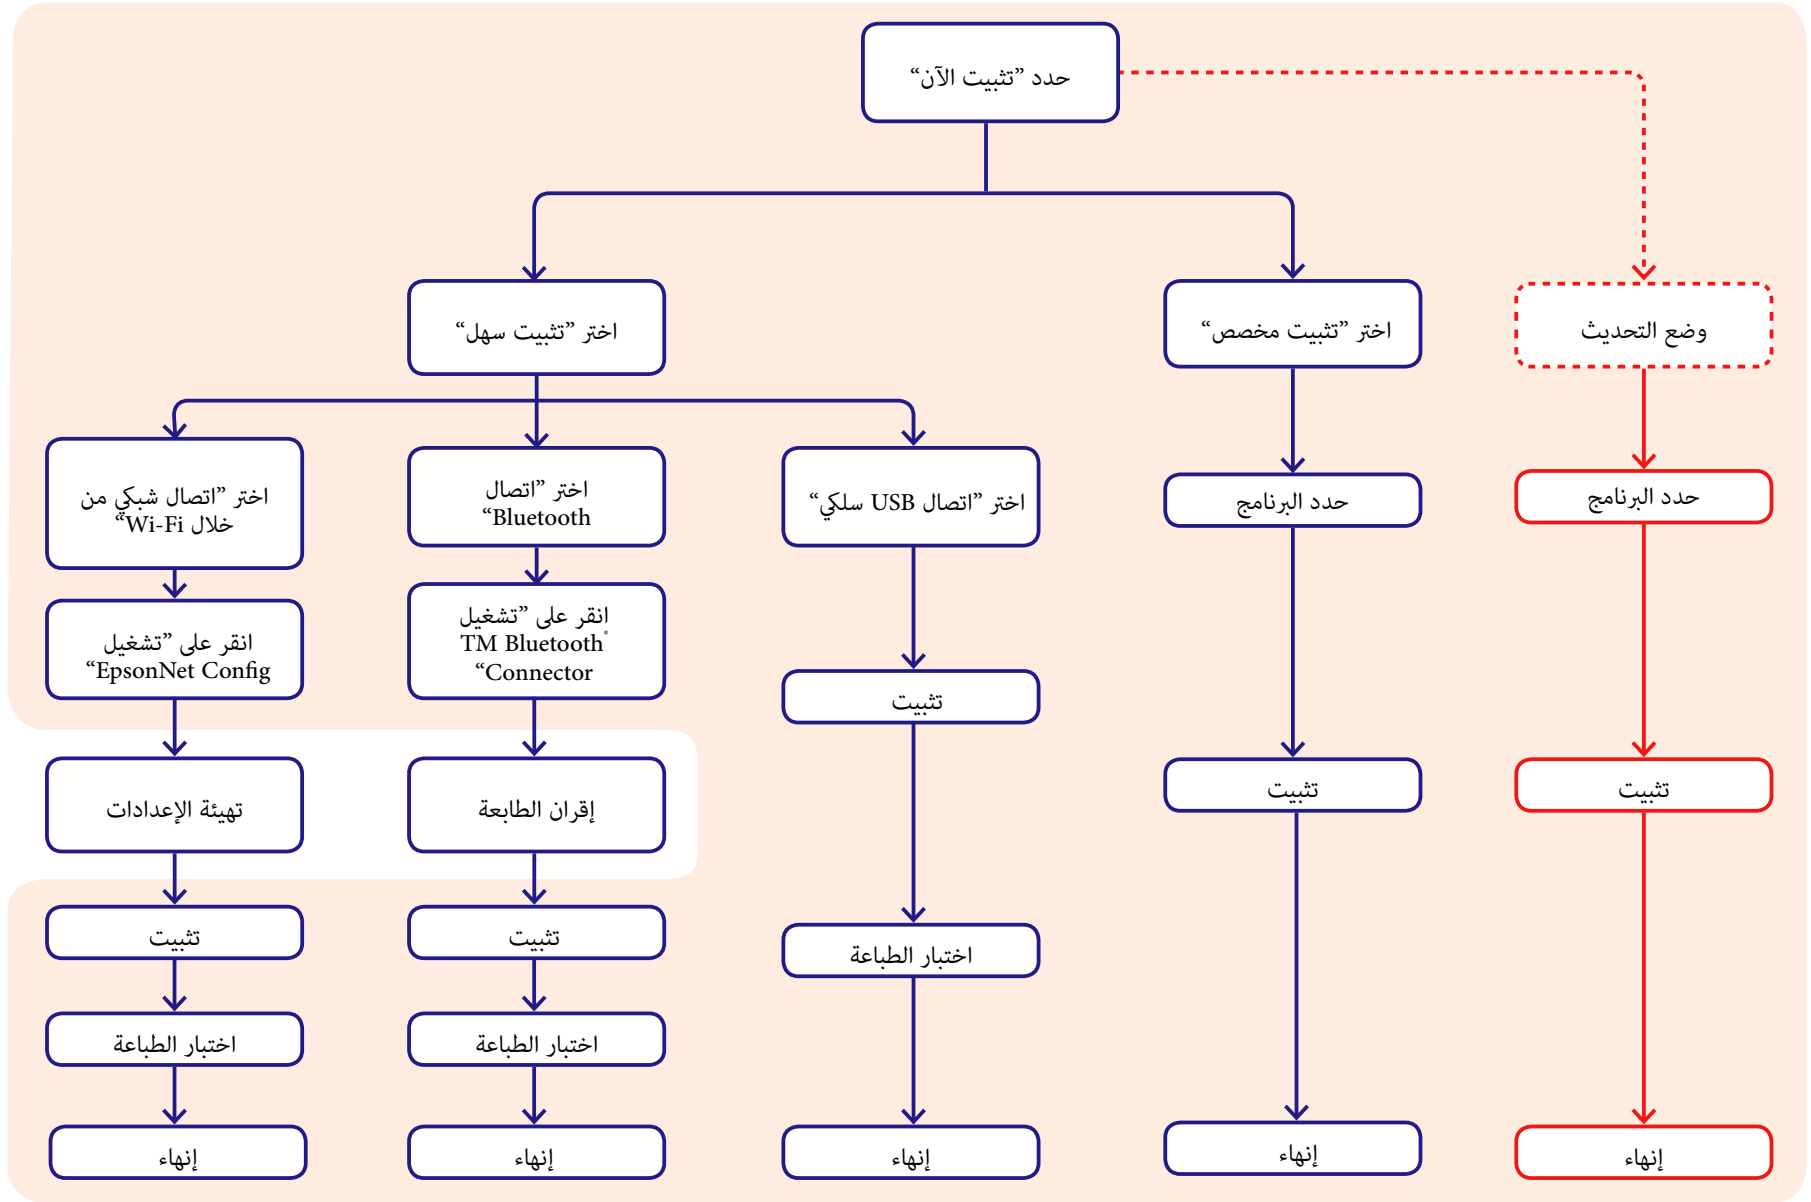 حدد ”تثبيت الآن“
اختر ”تثبيت سهل“
اختر ”تثبيت مخصص“
وضع التحديث
اختر ”اتصال شبكي من
خلال Wi-Fi“
اختر ”اتصال
Bluetooth“
اختر ”اتصال USB سلكي“
حدد البرنامج
حدد البرنامج
انقر على ”تشغيل
EpsonNet Config“
انقر على ”تشغيل
TM Bluetooth®
Connector“
تثبيت
تهيئة الإعدادات
إقران الطابعة
تثبيت
تثبيت
تثبيت
تثبيت
اختبار الطباعة
اختبار الطباعة
اختبار الطباعة
إنهاء
إنهاء
إنهاء
إنهاء
إنهاء